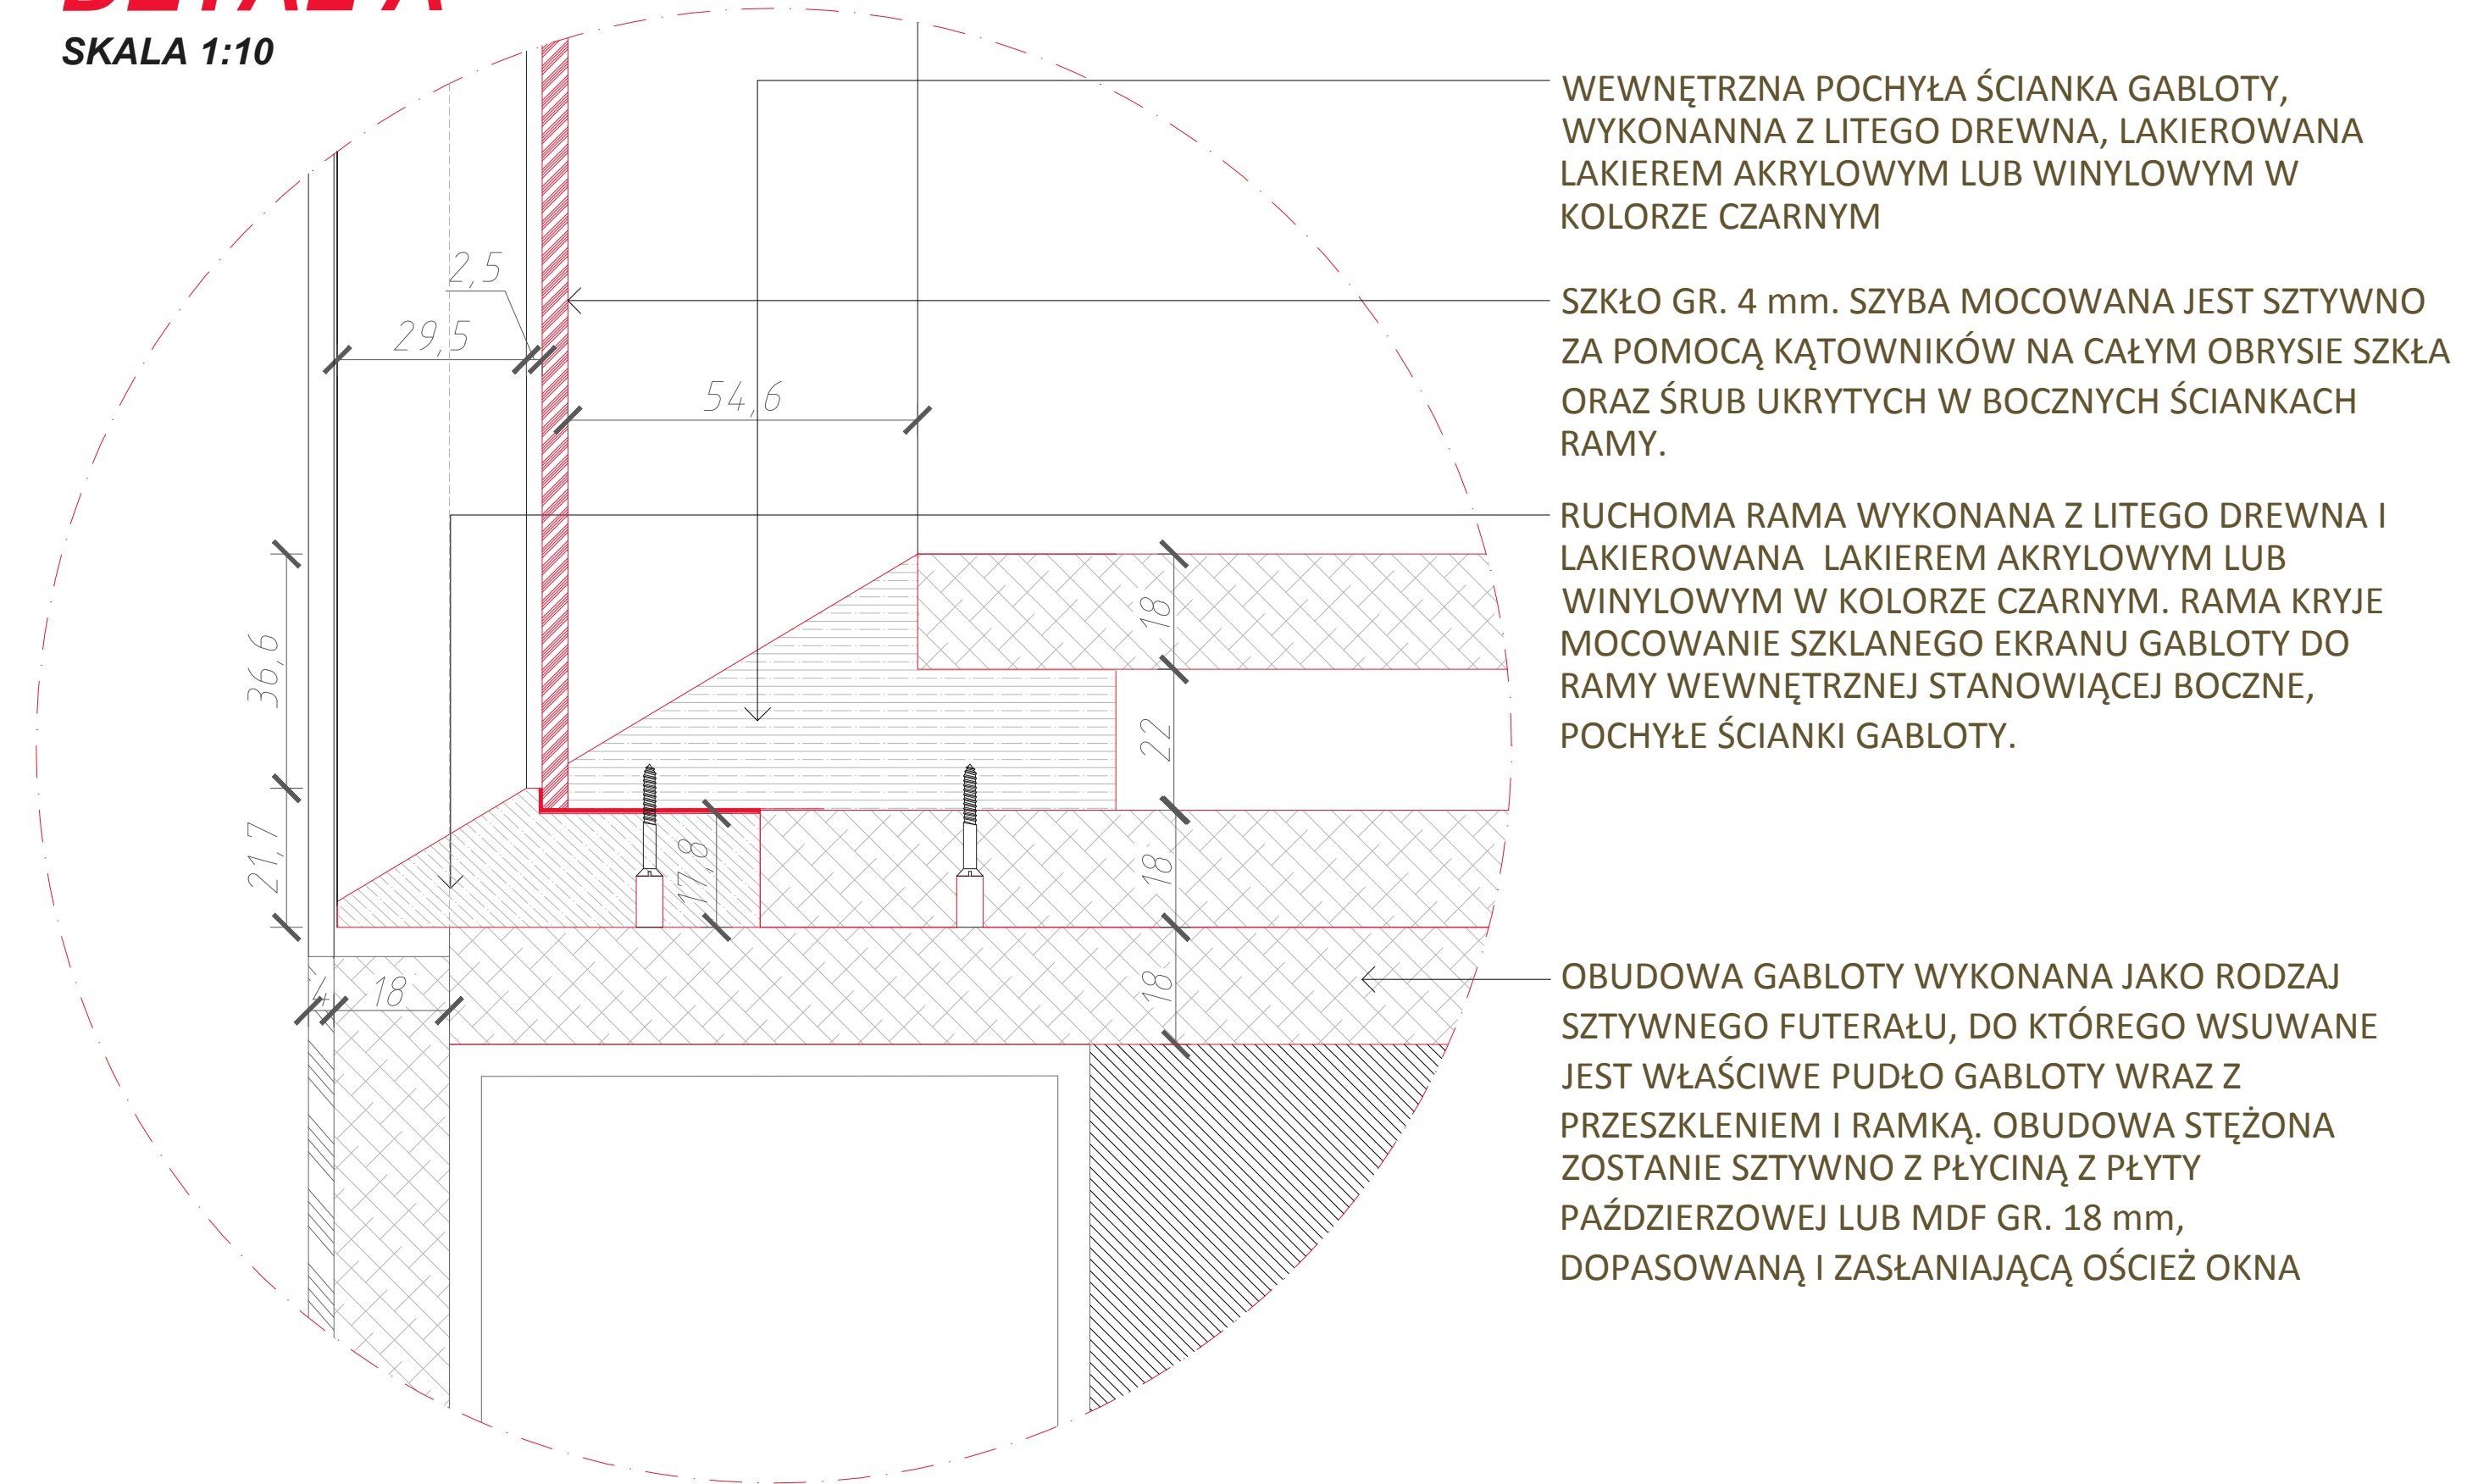 DETAL A
SKALA 1:10
WEWNĘTRZNA POCHYŁA ŚCIANKA GABLOTY,
WYKONANNA Z LITEGO DREWNA, LAKIEROWANA
LAKIEREM AKRYLOWYM LUB WINYLOWYM W
KOLORZE CZARNYM
SZKŁO GR. 4 mm. SZYBA MOCOWANA JEST SZTYWNO
ZA POMOCĄ KĄTOWNIKÓW NA CAŁYM OBRYSIE SZKŁA
ORAZ ŚRUB UKRYTYCH W BOCZNYCH ŚCIANKACH
RAMY.
RUCHOMA RAMA WYKONANA Z LITEGO DREWNA I
LAKIEROWANA LAKIEREM AKRYLOWYM LUB
WINYLOWYM W KOLORZE CZARNYM. RAMA KRYJE
MOCOWANIE SZKLANEGO EKRANU GABLOTY DO
RAMY WEWNĘTRZNEJ STANOWIĄCEJ BOCZNE,
POCHYŁE ŚCIANKI GABLOTY.
OBUDOWA GABLOTY WYKONANA JAKO RODZAJ
SZTYWNEGO FUTERAŁU, DO KTÓREGO WSUWANE
JEST WŁAŚCIWE PUDŁO GABLOTY WRAZ Z
PRZESZKLENIEM I RAMKĄ. OBUDOWA STĘŻONA
ZOSTANIE SZTYWNO Z PŁYCINĄ Z PŁYTY
PAŹDZIERZOWEJ LUB MDF GR. 18 mm,
DOPASOWANĄ I ZASŁANIAJĄCĄ OŚCIEŻ OKNA
2,5
29,5
54,6
36,6
21,7
17,8
18
22
18
18
4
18